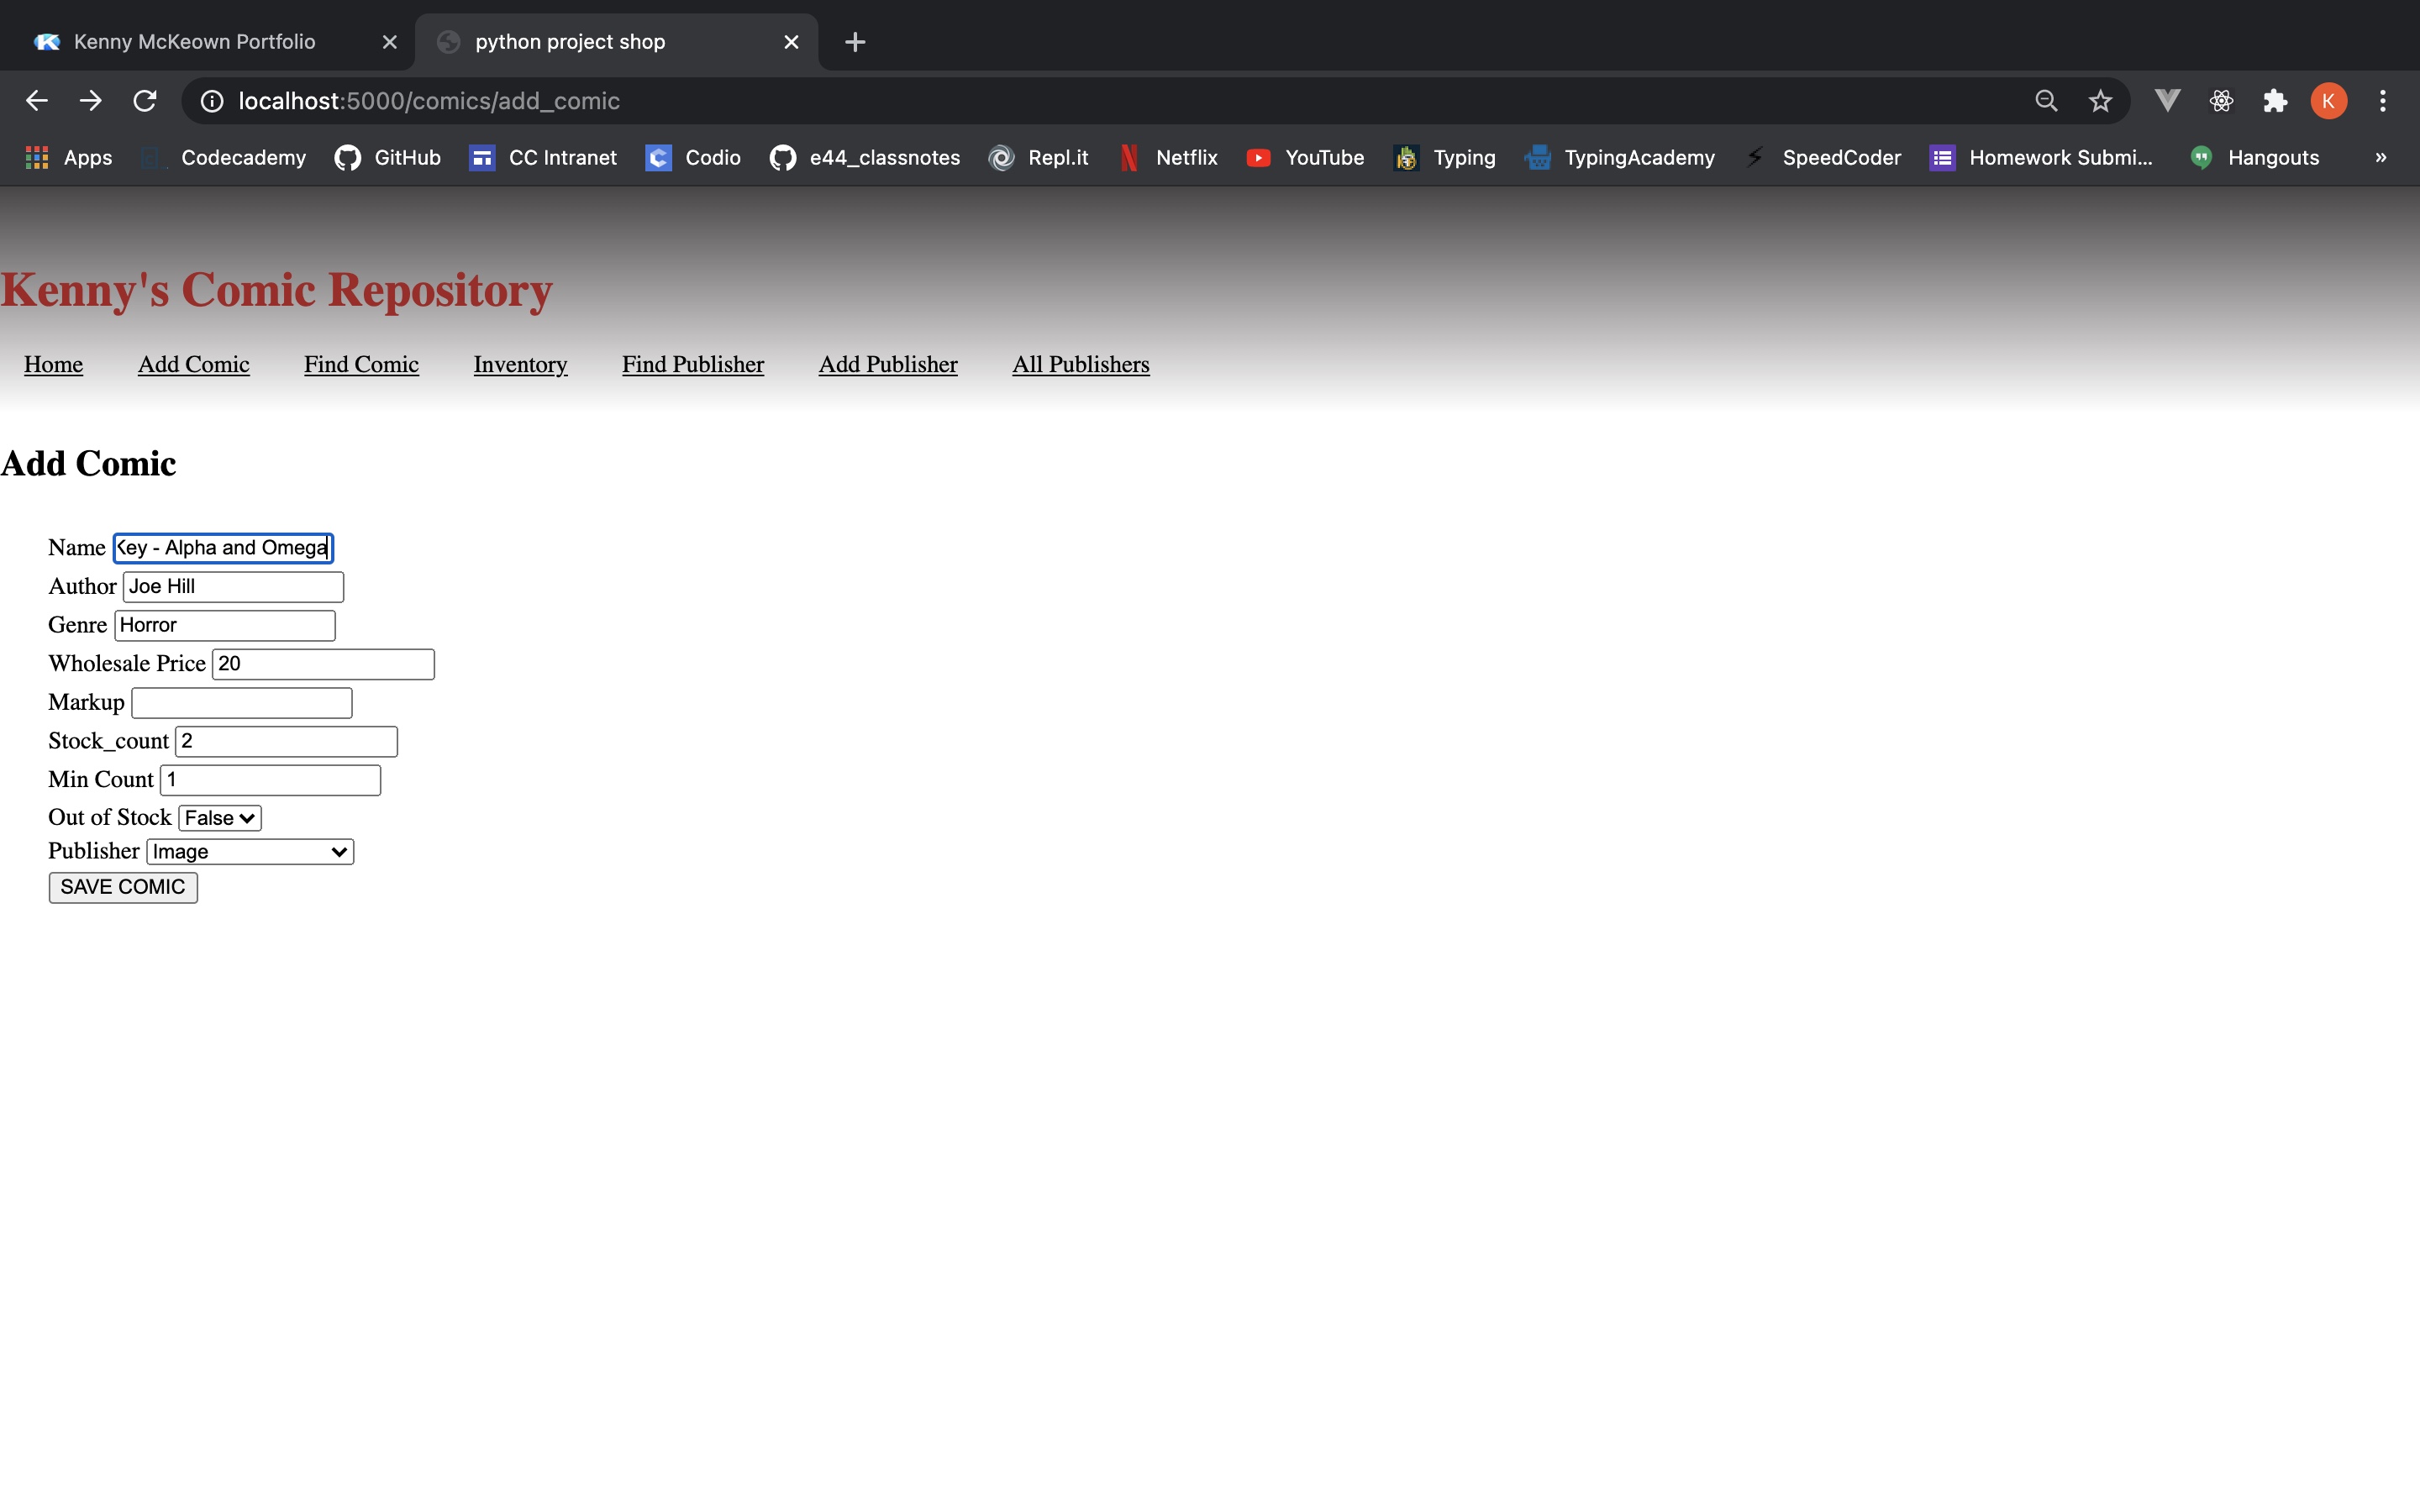 Kenny McKeown Portfolio
python project shop
localhost:5000/comics/add_comic
K
Apps Codecademy GitHub CC Intranet Codio e44_classnotes Repl.it Netflix YouTube Typing TypingAcademy SpeedCoder Homework Submi... Hangouts »
Kenny's Comic Repository
Home Add Comic Find Comic Inventory Find Publisher Add Publisher All Publishers
Add Comic
Name Key - Alpha and Omega
Author Joe Hill
Genre Horror
Wholesale Price 20
Markup
Stock_count 2
Min Count 1
Out of Stock False
Publisher Image
SAVE COMIC